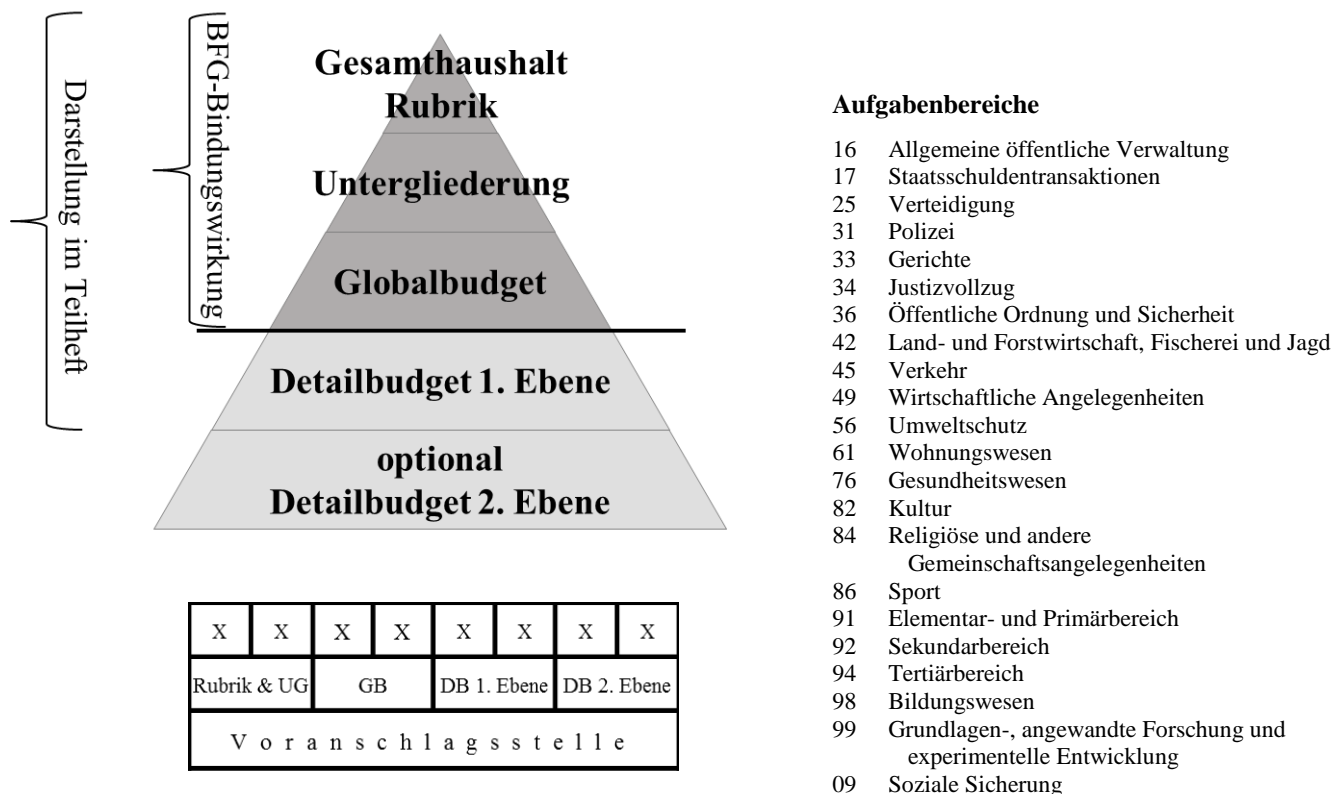 Darstellung im Teilheft
BFG-Bindungswirkung
Gesamthaushalt
Rubrik
Untergliederung
Globalbudget
Detailbudget 1. Ebene
optional
Detailbudget 2. Ebene
X X X X X X X X
Rubrik & UG GB DB 1. Ebene DB 2. Ebene
Voranschlagsstelle
Aufgabenbereiche
16 Allgemeine öffentliche Verwaltung
17 Staatsschuldentransaktionen
25 Verteidigung
31 Polizei
33 Gerichte
34 Justizvollzug
36 Öffentliche Ordnung und Sicherheit
42 Land- und Forstwirtschaft, Fischerei und Jagd
45 Verkehr
49 Wirtschaftliche Angelegenheiten
56 Umweltschutz
61 Wohnungswesen
76 Gesundheitswesen
82 Kultur
84 Religiöse und andere
Gemeinschaftsangelegenheiten
86 Sport
91 Elementar- und Primärbereich
92 Sekundarbereich
94 Tertiärbereich
98 Bildungswesen
99 Grundlagen-, angewandte Forschung und
experimentelle Entwicklung
09 Soziale Sicherung